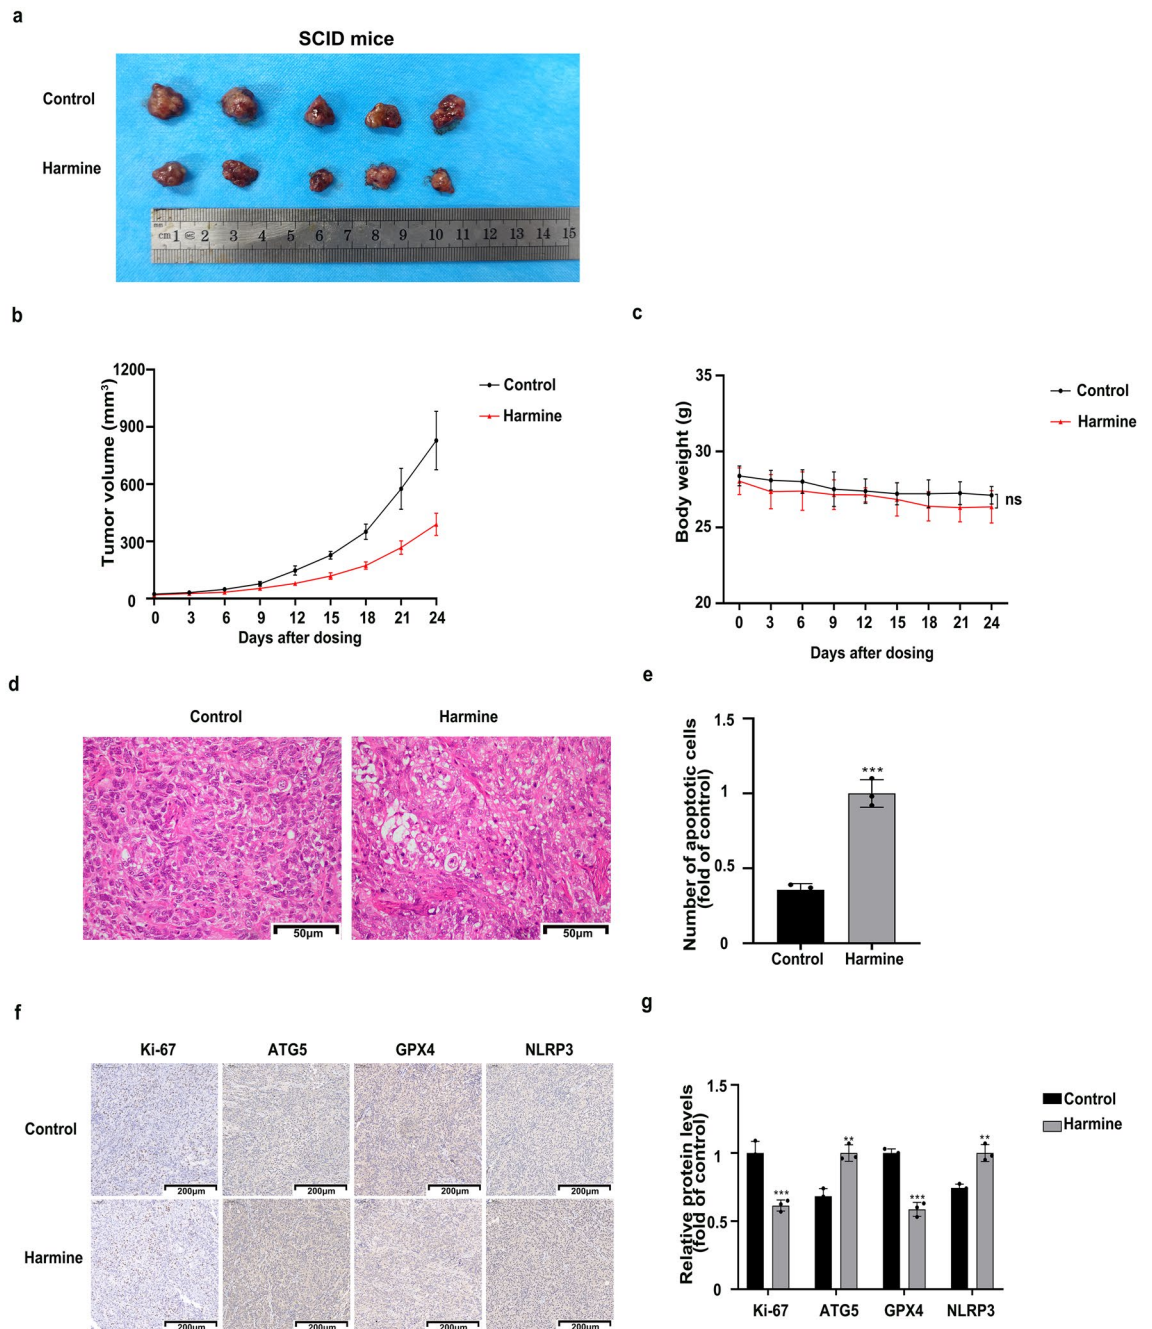 a
SCID mice
Control
Harmine
mm
cm 1 2 3 4 5 6 7 8 9 10 11 12 13 14 15
b
1200
900
600
300
0
Tumor volume (mm³)
0 3 6 9 12 15 18 21 24
Days after dosing
Control
Harmine
c
35
30
25
20
Body weight (g)
0 3 6 9 12 15 18 21 24
Days after dosing
Control
Harmine
ns
d
Control Harmine
50μm 50μm
e
1.5
1
0.5
0
Number of apoptotic cells
(fold of control)
***
Control Harmine
f
Ki-67 ATG5 GPX4 NLRP3
Control
200μm 200μm 200μm 200μm
Harmine
200μm 200μm 200μm 200μm
g
1.5
1
0.5
0
Relative protein levels
(fold of control)
*** ** *** **
Ki-67 ATG5 GPX4 NLRP3
Control
Harmine